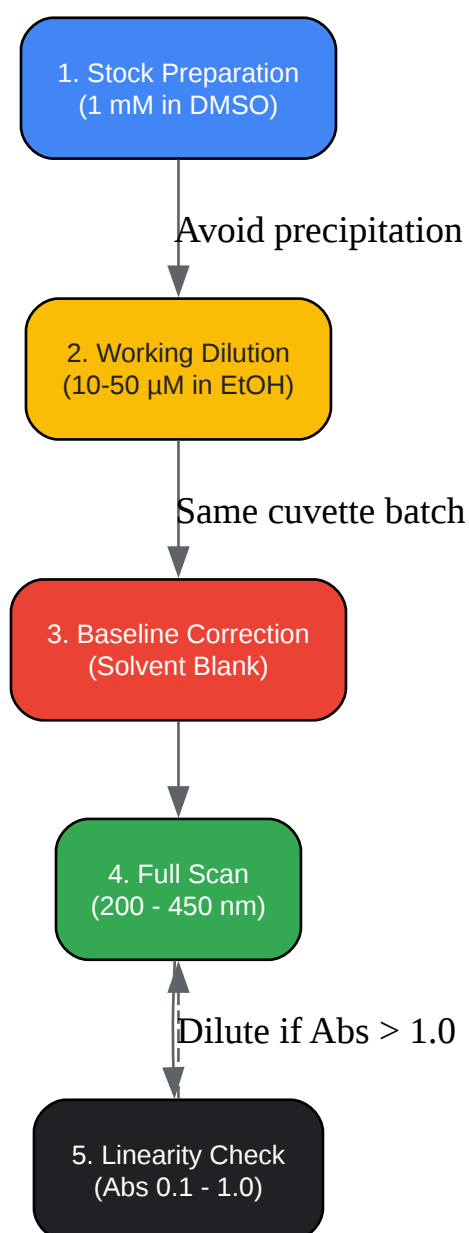 1. Stock Preparation
(1 mM in DMSO)
Avoid precipitation
2. Working Dilution
(10-50 µM in EtOH)
Same cuvette batch
3. Baseline Correction
(Solvent Blank)
4. Full Scan
(200 - 450 nm)
Dilute if Abs > 1.0
5. Linearity Check
(Abs 0.1 - 1.0)